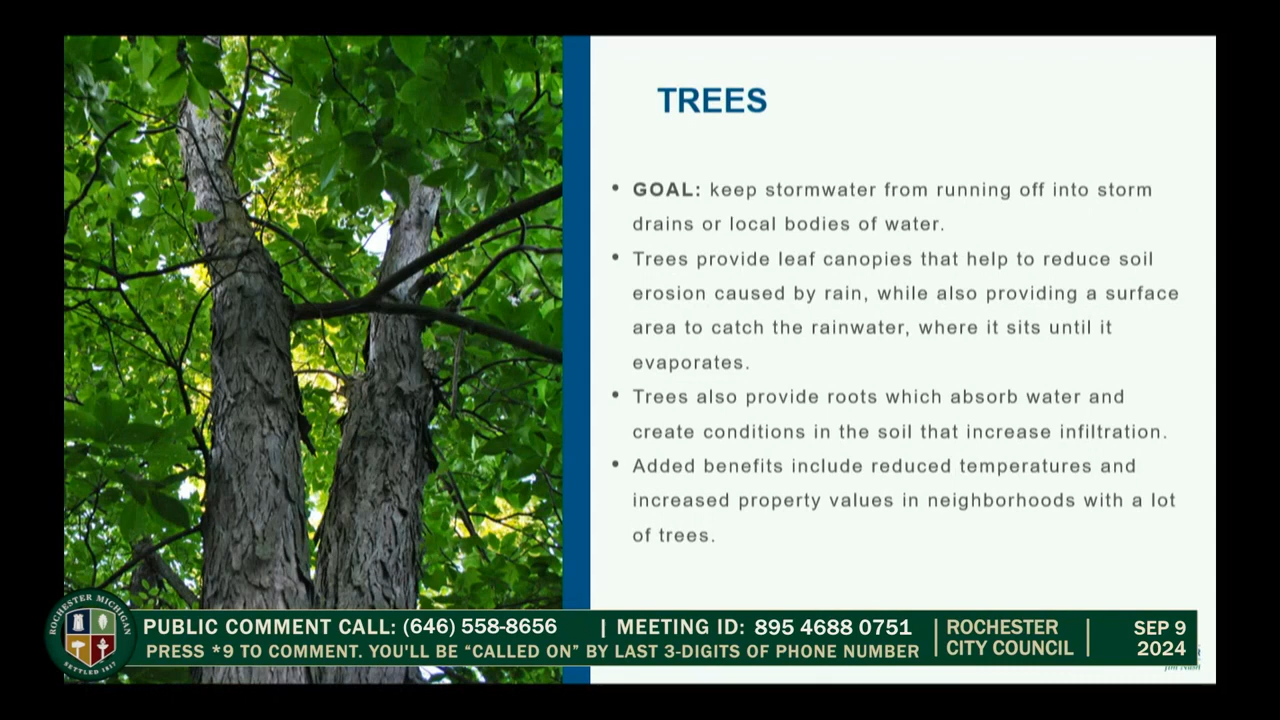 TREES
• GOAL: keep stormwater from running off into storm
drains or local bodies of water.
• Trees provide leaf canopies that help to reduce soil
erosion caused by rain, while also providing a surface
area to catch the rainwater, where it sits until it
evaporates.
• Trees also provide roots which absorb water and
create conditions in the soil that increase infiltration.
• Added benefits include reduced temperatures and
increased property values in neighborhoods with a lot
of trees.
ROCHESTER MICHIGAN
SETTLED 1817
PUBLIC COMMENT CALL: (646) 558-8656 | MEETING ID: 895 4688 0751
PRESS *9 TO COMMENT. YOU'LL BE “CALLED ON” BY LAST 3-DIGITS OF PHONE NUMBER
ROCHESTER
CITY COUNCIL
SEP 9
2024
Jim Nash